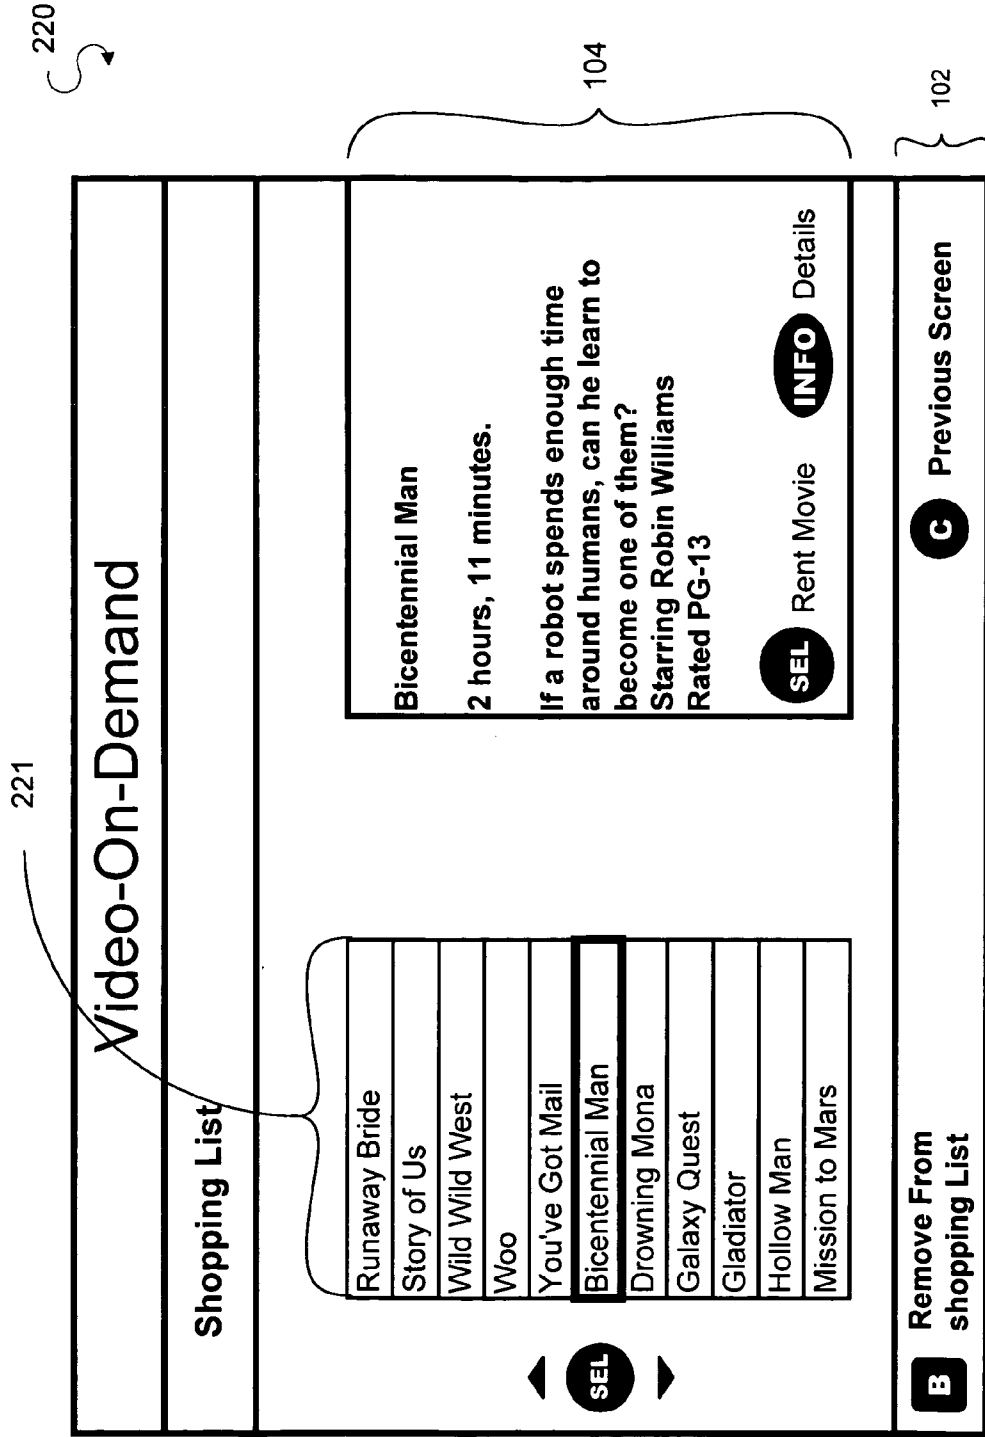 220
221
Video-On-Demand
Shopping List
Runaway Bride
Story of Us
Wild Wild West
Woo
You've Got Mail
Bicentennial Man
Drowning Mona
Galaxy Quest
Gladiator
Hollow Man
Mission to Mars
SEL
Bicentennial Man
2 hours, 11 minutes.
If a robot spends enough time
around humans, can he learn to
become one of them?
Starring Robin Williams
Rated PG-13
SEL Rent Movie INFO Details
104
B Remove From
shopping List
C Previous Screen
102